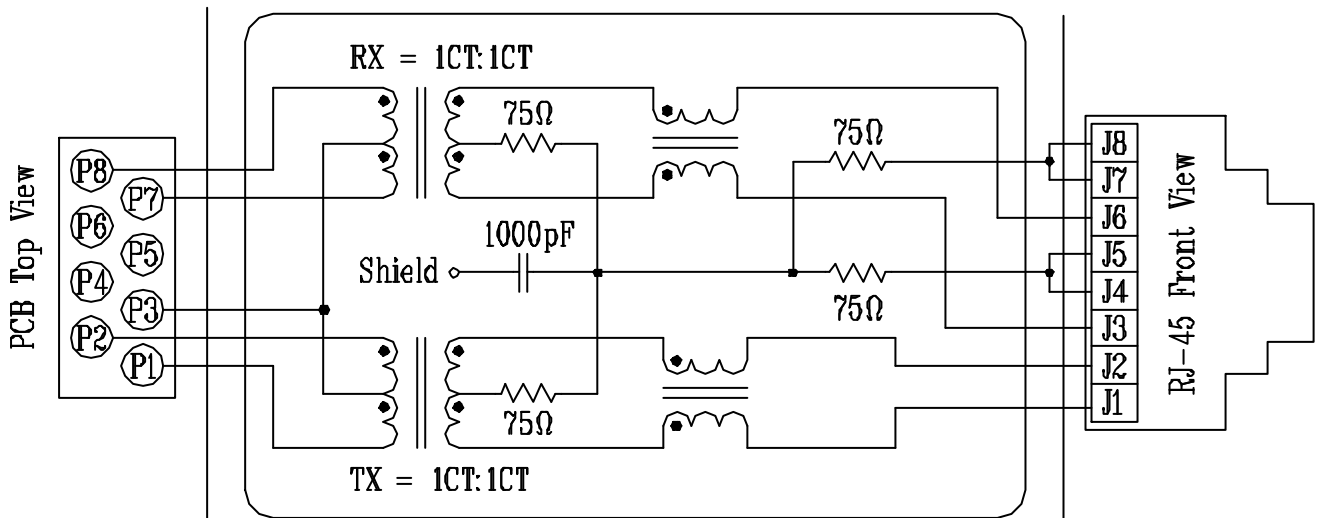 RX = 1CT:1CT
75Ω
75Ω
1000pF
Shield
75Ω
75Ω
TX = 1CT:1CT
PCB Top View
P8
P7
P6
P5
P4
P3
P2
P1
J8
J7
J6
J5
J4
J3
J2
J1
RJ-45 Front View